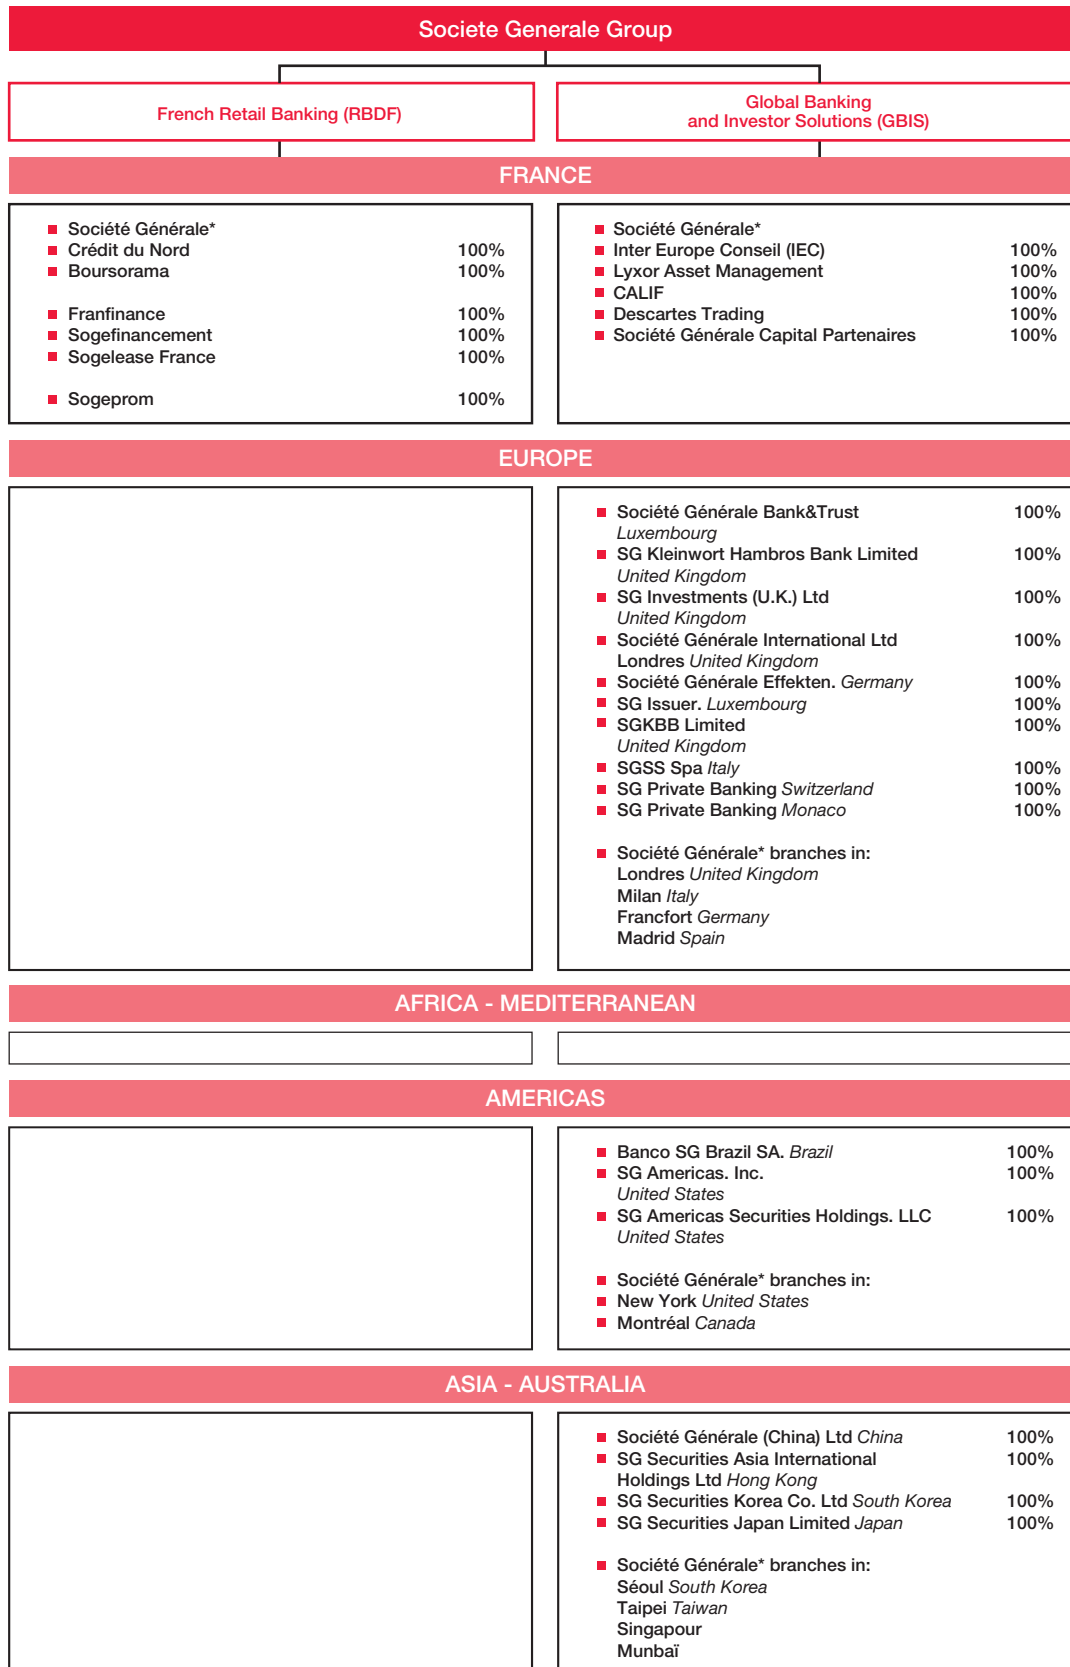 Societe Generale Group
French Retail Banking (RBDF)
Global Banking
and Investor Solutions (GBIS)
FRANCE
Société Générale*
Crédit du Nord 100%
Boursorama 100%
Franfinance 100%
Sogefinancement 100%
Sogelease France 100%
Sogeprom 100%
Société Générale*
Inter Europe Conseil (IEC) 100%
Lyxor Asset Management 100%
CALIF 100%
Descartes Trading 100%
Société Générale Capital Partenaires 100%
EUROPE
Société Générale Bank&Trust 100%
Luxembourg
SG Kleinwort Hambros Bank Limited 100%
United Kingdom
SG Investments (U.K.) Ltd 100%
United Kingdom
Société Générale International Ltd 100%
Londres United Kingdom
Société Générale Effekten. Germany 100%
SG Issuer. Luxembourg 100%
SGKBB Limited 100%
United Kingdom
SGSS Spa Italy 100%
SG Private Banking Switzerland 100%
SG Private Banking Monaco 100%
Société Générale* branches in:
Londres United Kingdom
Milan Italy
Francfort Germany
Madrid Spain
AFRICA - MEDITERRANEAN
AMERICAS
Banco SG Brazil SA. Brazil 100%
SG Americas. Inc. 100%
United States
SG Americas Securities Holdings. LLC 100%
United States
Société Générale* branches in:
New York United States
Montréal Canada
ASIA - AUSTRALIA
Société Générale (China) Ltd China 100%
SG Securities Asia International 100%
Holdings Ltd Hong Kong
SG Securities Korea Co. Ltd South Korea 100%
SG Securities Japan Limited Japan 100%
Société Générale* branches in:
Séoul South Korea
Taipei Taiwan
Singapour
Munbaï